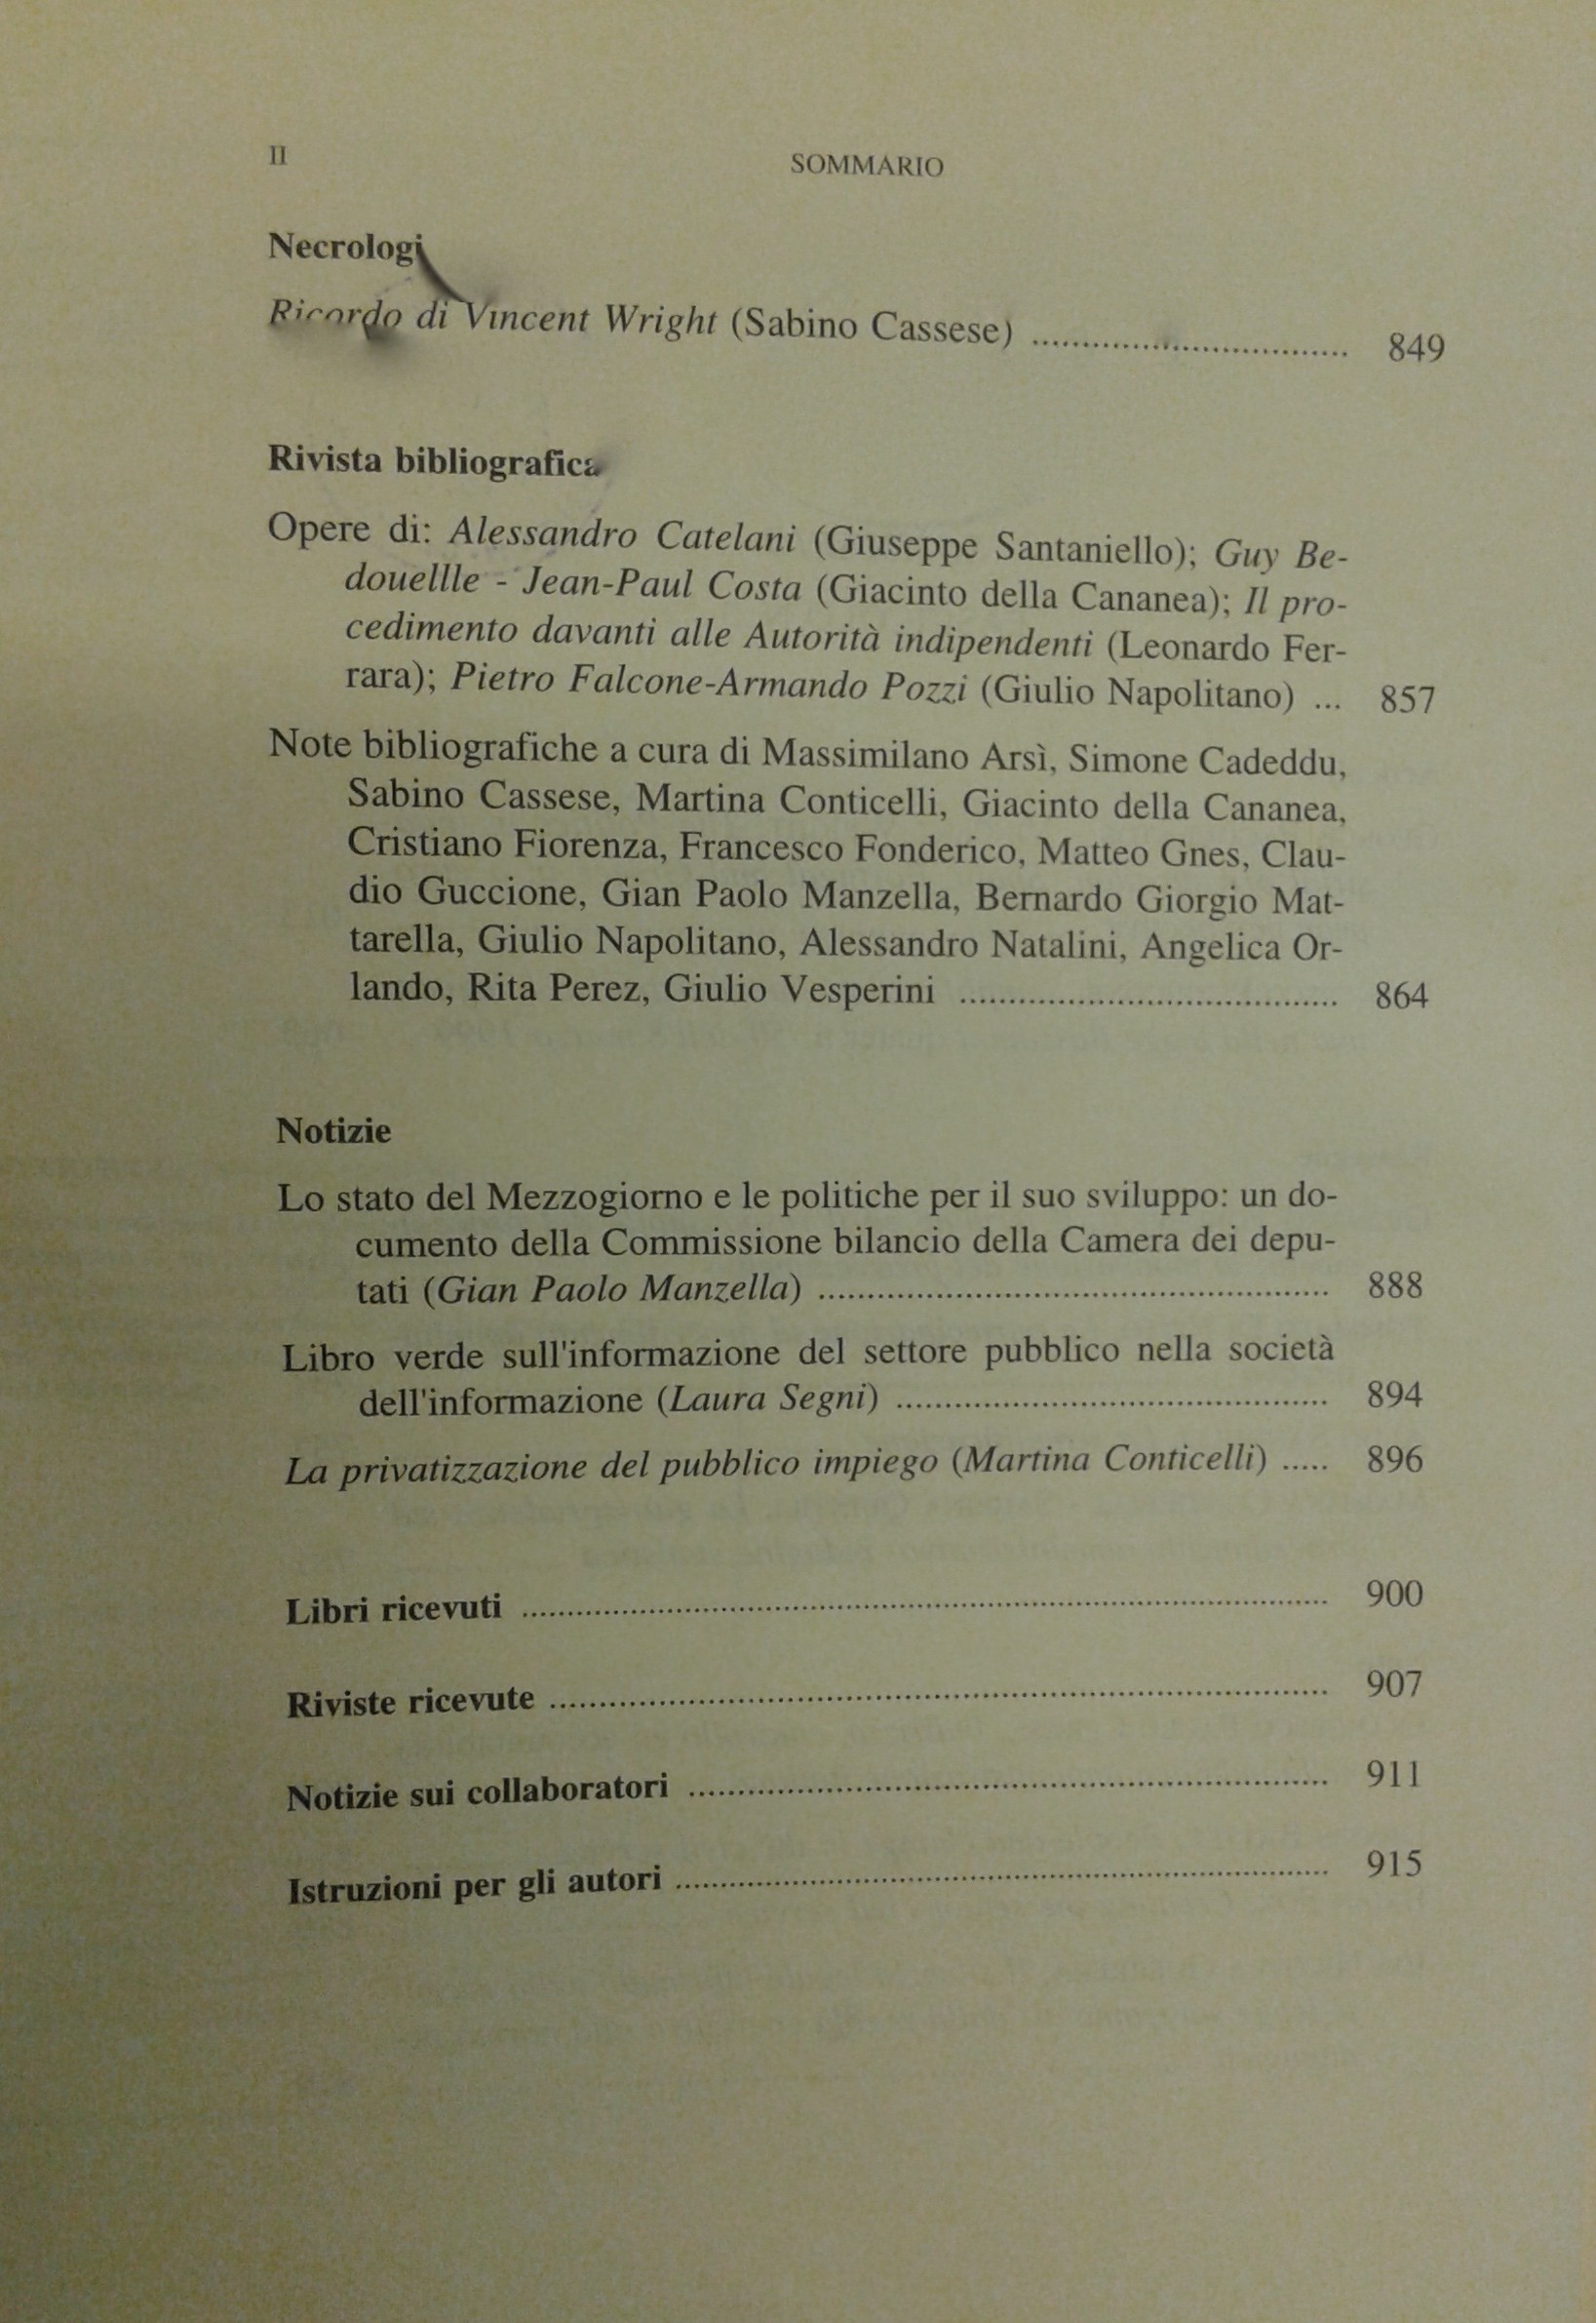 II
SOMMARIO
Necrologi
Ricordo di Vincent Wright (Sabino Cassese) ................................ 849
Rivista bibliografica
Opere di: Alessandro Catelani (Giuseppe Santaniello); Guy Be-
douellle - Jean-Paul Costa (Giacinto della Cananea); Il pro-
cedimento davanti alle Autorità indipendenti (Leonardo Fer-
rara); Pietro Falcone-Armando Pozzi (Giulio Napolitano) ... 857
Note bibliografiche a cura di Massimilano Arsì, Simone Cadeddu,
Sabino Cassese, Martina Conticelli, Giacinto della Cananea,
Cristiano Fiorenza, Francesco Fonderico, Matteo Gnes, Clau-
dio Guccione, Gian Paolo Manzella, Bernardo Giorgio Mat-
tarella, Giulio Napolitano, Alessandro Natalini, Angelica Or-
lando, Rita Perez, Giulio Vesperini ....................................... 864
Notizie
Lo stato del Mezzogiorno e le politiche per il suo sviluppo: un do-
cumento della Commissione bilancio della Camera dei depu-
tati (Gian Paolo Manzella) .................................................... 888
Libro verde sull'informazione del settore pubblico nella società
dell'informazione (Laura Segni) ............................................ 894
La privatizzazione del pubblico impiego (Martina Conticelli) ..... 896
Libri ricevuti .................................................................................. 900
Riviste ricevute ............................................................................... 907
Notizie sui collaboratori ................................................................. 911
Istruzioni per gli autori .................................................................. 915